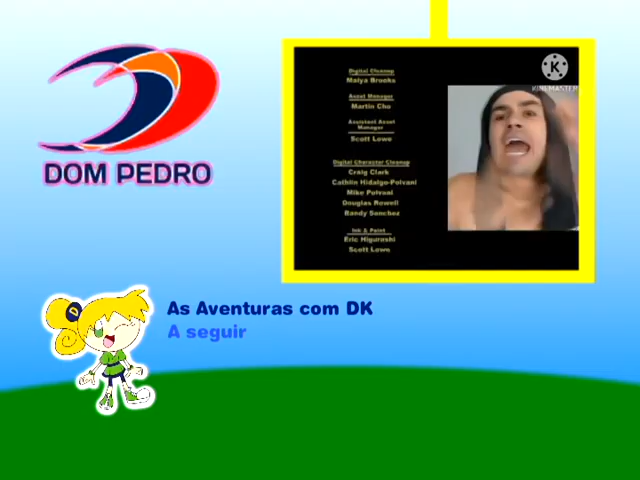 DOM PEDRO
Digital Cleanup
Maiya Brooks
Asset Manager
Martin Cho
Assistant Asset
Manager
Scott Lowe
Digital Character Cleanup
Craig Clark
Cathlin Hidalgo-Polvani
Mike Polvani
Douglas Rowell
Randy Sanchez
Ink & Paint
Eric Higurashi
Scott Lowe
K
KINEMASTER
D
As Aventuras com DK
A seguir